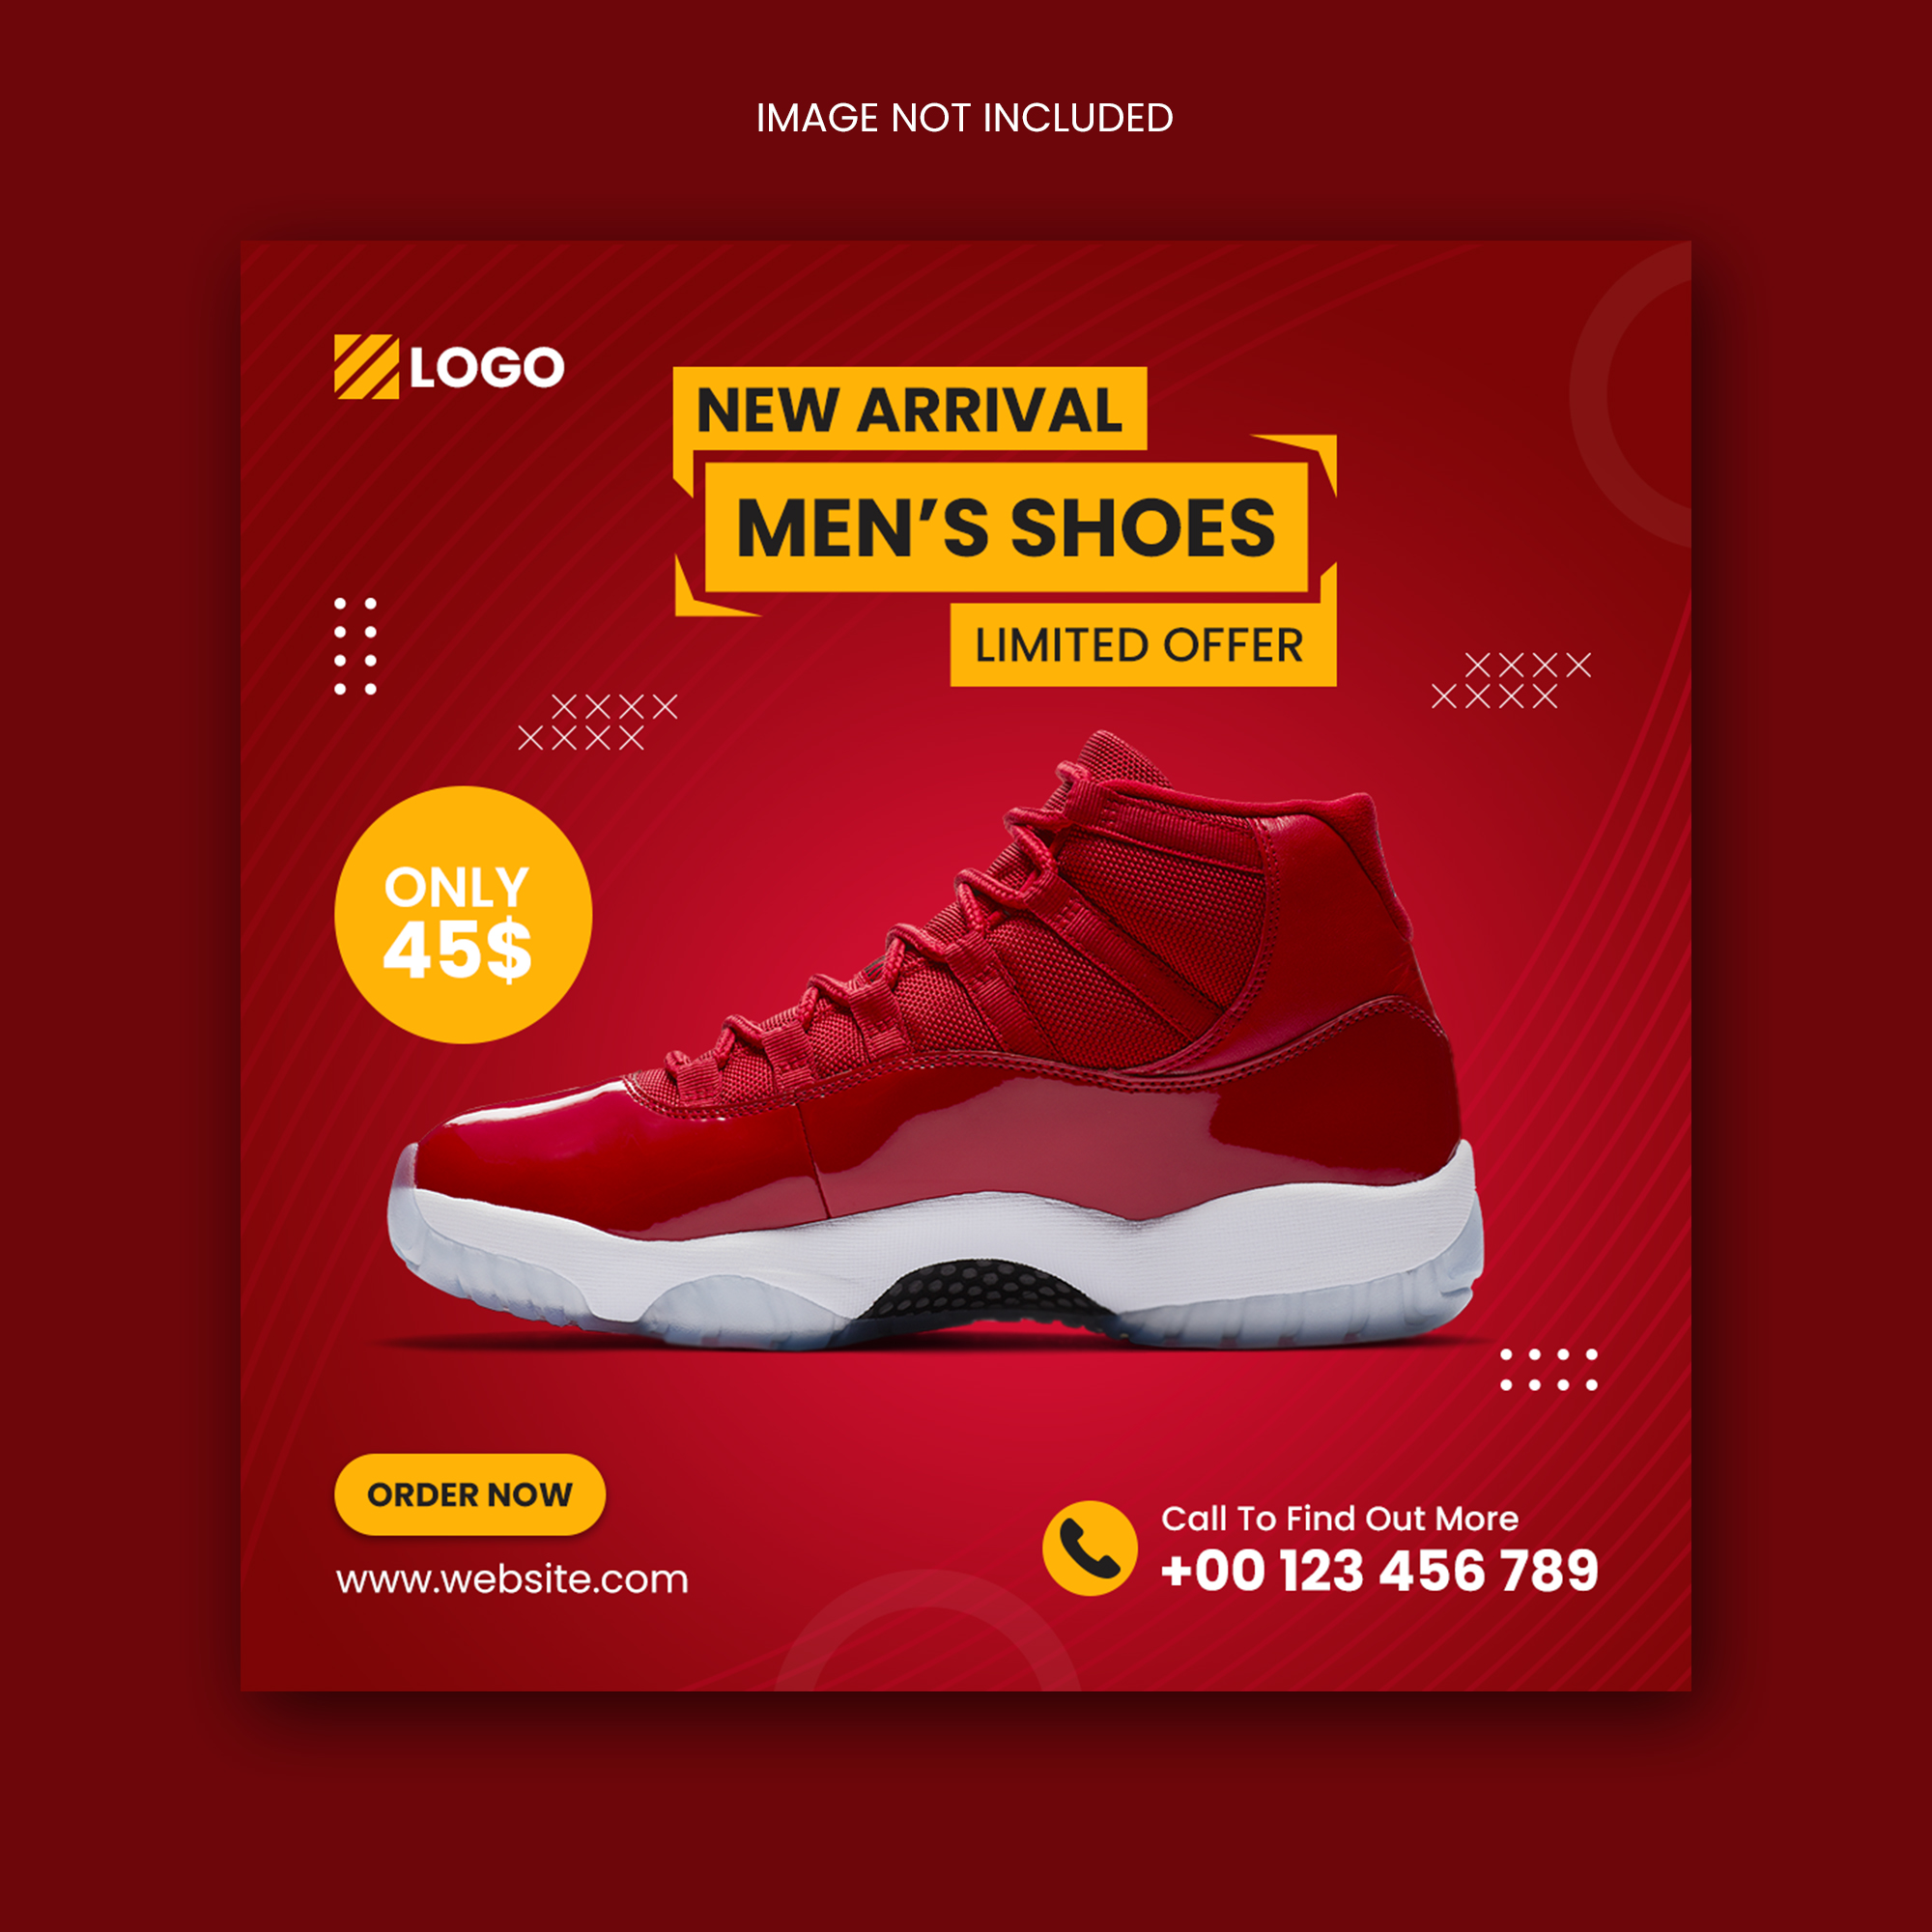 IMAGE NOT INCLUDED
LOGO
NEW ARRIVAL
MEN’S SHOES
LIMITED OFFER
ONLY
45$
ORDER NOW
www.website.com
Call To Find Out More
+00 123 456 789